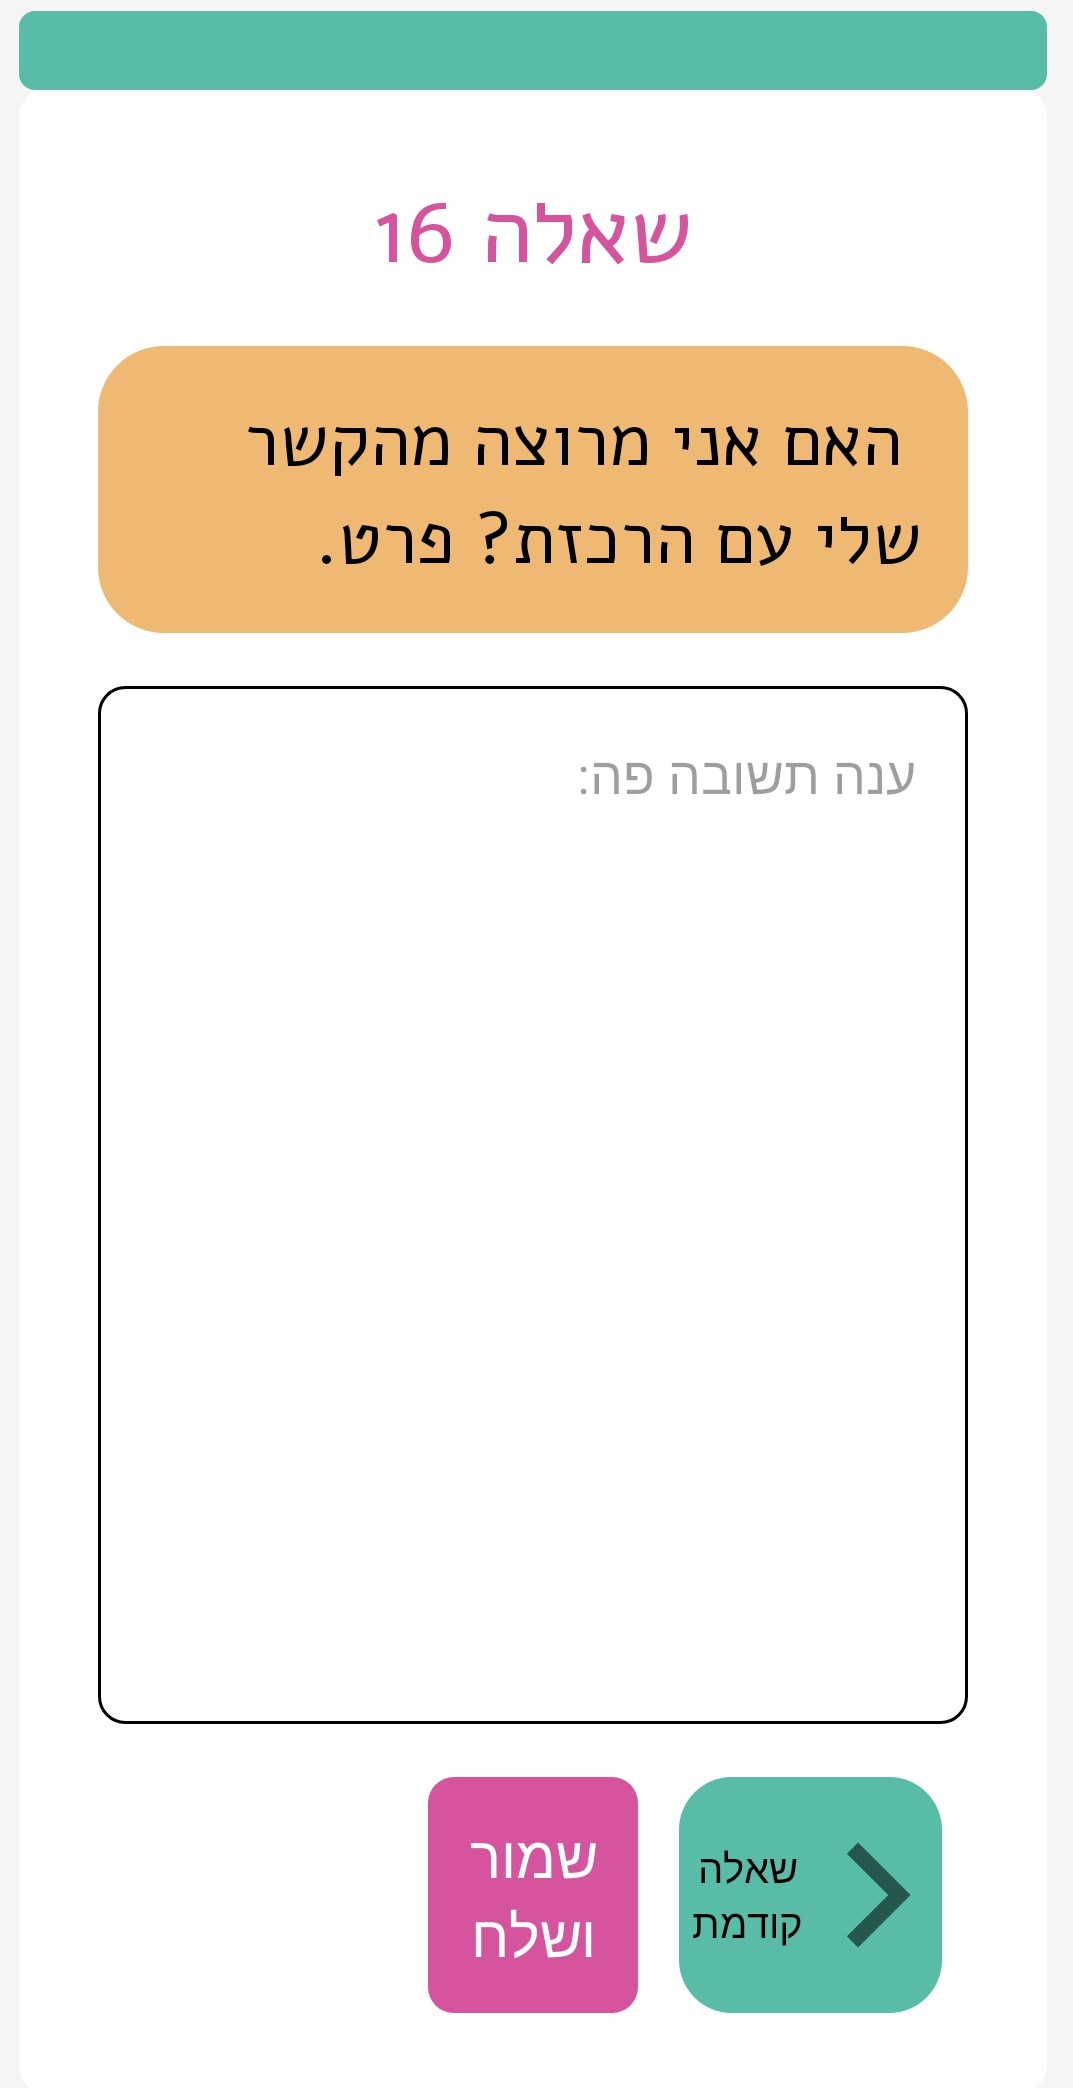 שאלה 16
האם אני מרוצה מהקשר
שלי עם הרכזת? פרט.
ענה תשובה פה:
שאלה
קודמת
שמור
ושלח